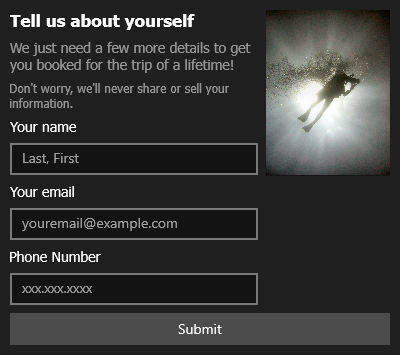 Tell us about yourself
We just need a few more details to get
you booked for the trip of a lifetime!
Don't worry, we'll never share or sell your
information.
Your name
Last, First
Your email
youremail@example.com
Phone Number
xxx.xxx.xxxx
Submit